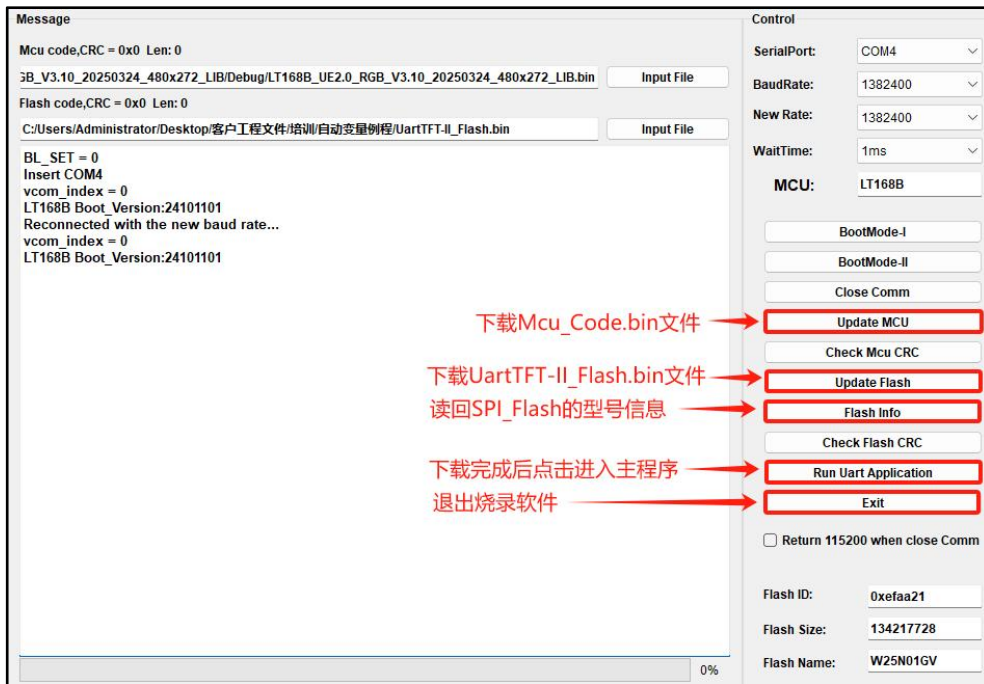 Message
Mcu code,CRC = 0x0 Len: 0
GB_V3.10_20250324_480x272_LIB/Debug/LT168B_UE2.0_RGB_V3.10_20250324_480x272_LIB.bin
Input File
Flash code,CRC = 0x0 Len: 0
C:/Users/Administrator/Desktop/客户工程文件/培训/自动变量例程/UartTFT-II_Flash.bin
Input File
BL_SET = 0
Insert COM4
vcom_index = 0
LT168B Boot_Version:24101101
Reconnected with the new baud rate...
vcom_index = 0
LT168B Boot_Version:24101101
下载Mcu_Code.bin文件
下载UartTFT-II_Flash.bin文件
读回SPI_Flash的型号信息
下载完成后点击进入主程序
退出烧录软件
0%
Control
SerialPort: COM4
BaudRate: 1382400
New Rate: 1382400
WaitTime: 1ms
MCU: LT168B
BootMode-I
BootMode-II
Close Comm
Update MCU
Check Mcu CRC
Update Flash
Flash Info
Check Flash CRC
Run Uart Application
Exit
Return 115200 when close Comm
Flash ID: 0xefaa21
Flash Size: 134217728
Flash Name: W25N01GV